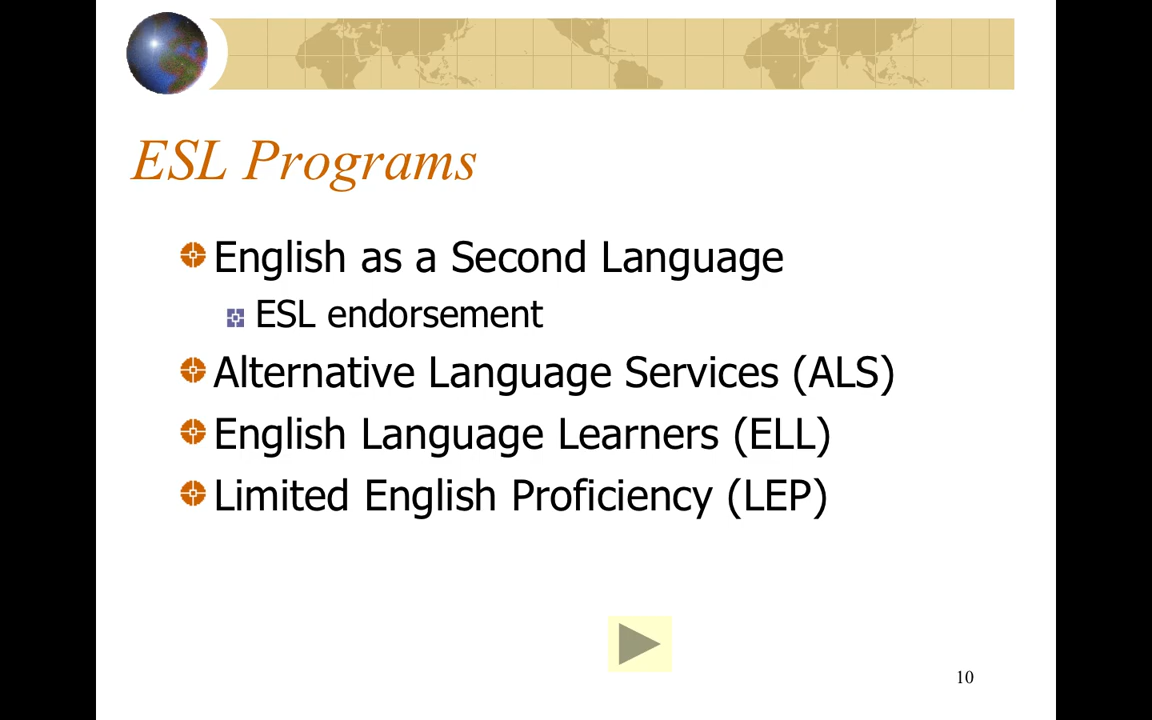 ESL Programs
English as a Second Language
ESL endorsement
Alternative Language Services (ALS)
English Language Learners (ELL)
Limited English Proficiency (LEP)
10